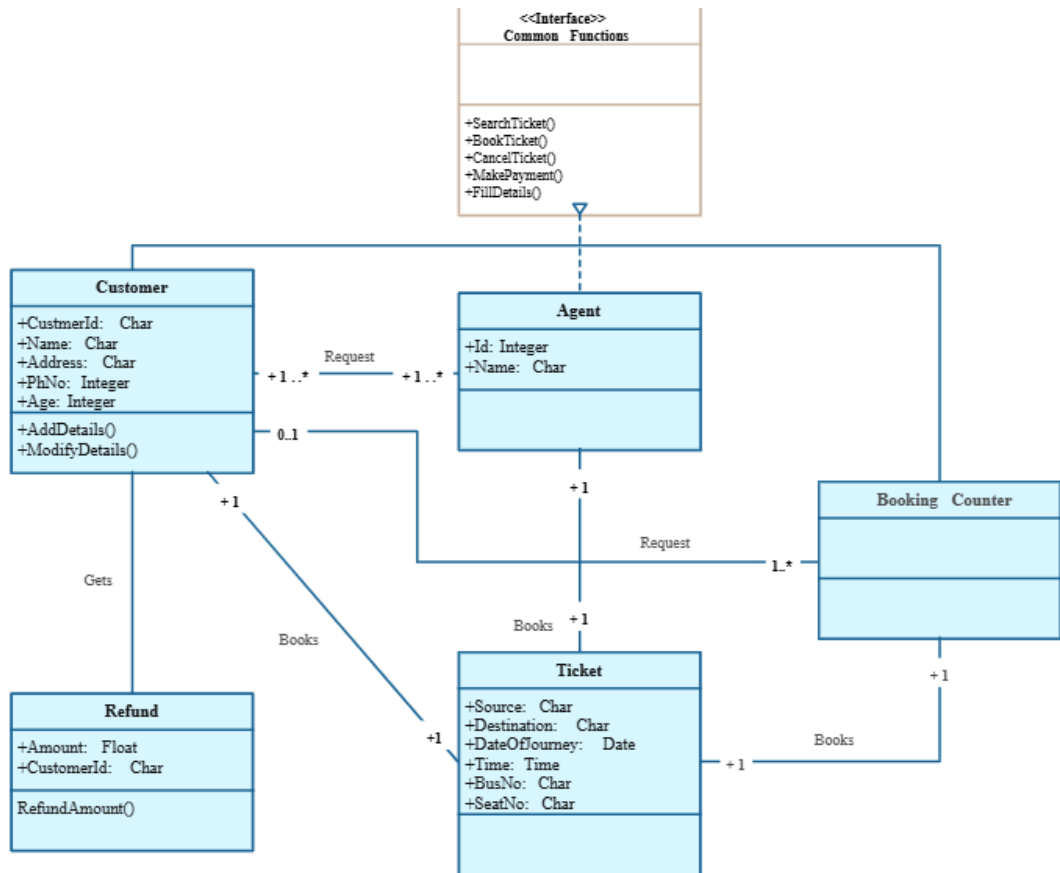 <<Interface>>
Common Functions
+SearchTicket()
+BookTicket()
+CancelTicket()
+MakePayment()
+FillDetails()
Customer
+CustmerId: Char
+Name: Char
+Address: Char
+PhNo: Integer
+Age: Integer
+AddDetails()
+ModifyDetails()
Request
+1..*
+1..*
Agent
+Id: Integer
+Name: Char
0..1
+1
+1
Request
1..*
Booking Counter
Gets
Books
+1
Books
+1
Refund
+Amount: Float
+CustomerId: Char
RefundAmount()
+1
Ticket
+Source: Char
+Destination: Char
+DateOfJourney: Date
+Time: Time
+BusNo: Char
+SeatNo: Char
Books
+1